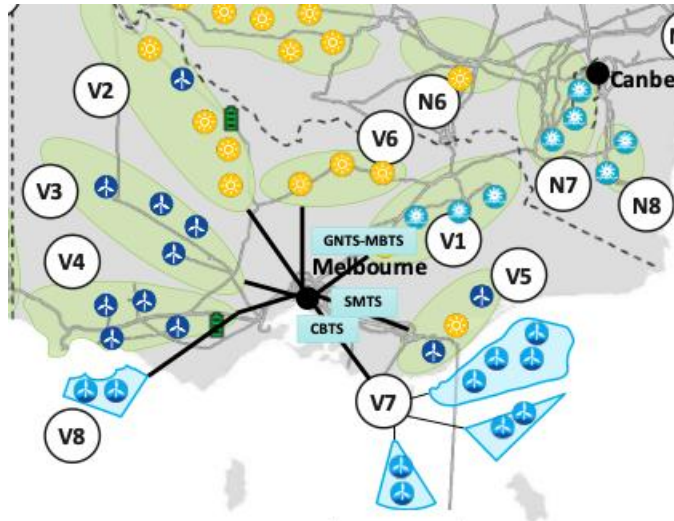 V2
N6
Canbe
V6
V3
N7
N8
GNTS-MBTS
V1
V4
Melbourne
V5
SMTS
CBTS
V7
V8